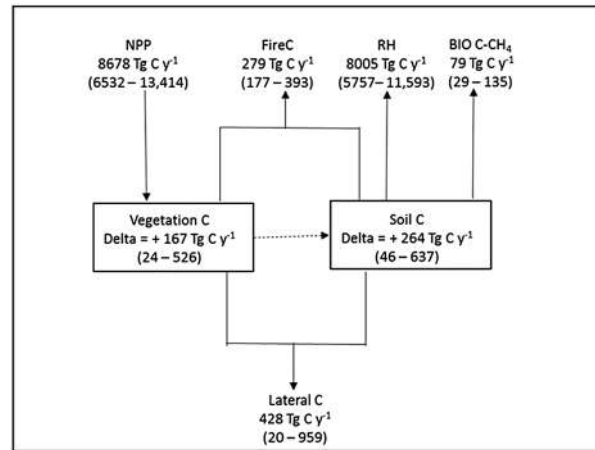 NPP
8678 Tg C y⁻¹
(6532 – 13,414)
FireC
279 Tg C y⁻¹
(177 – 393)
RH
8005 Tg C y⁻¹
(5757 – 11,593)
BIO C-CH₄
79 Tg C y⁻¹
(29 – 135)
Vegetation C
Delta = + 167 Tg C y⁻¹
(24 – 526)
Soil C
Delta = + 264 Tg C y⁻¹
(46 – 637)
Lateral C
428 Tg C y⁻¹
(20 – 959)